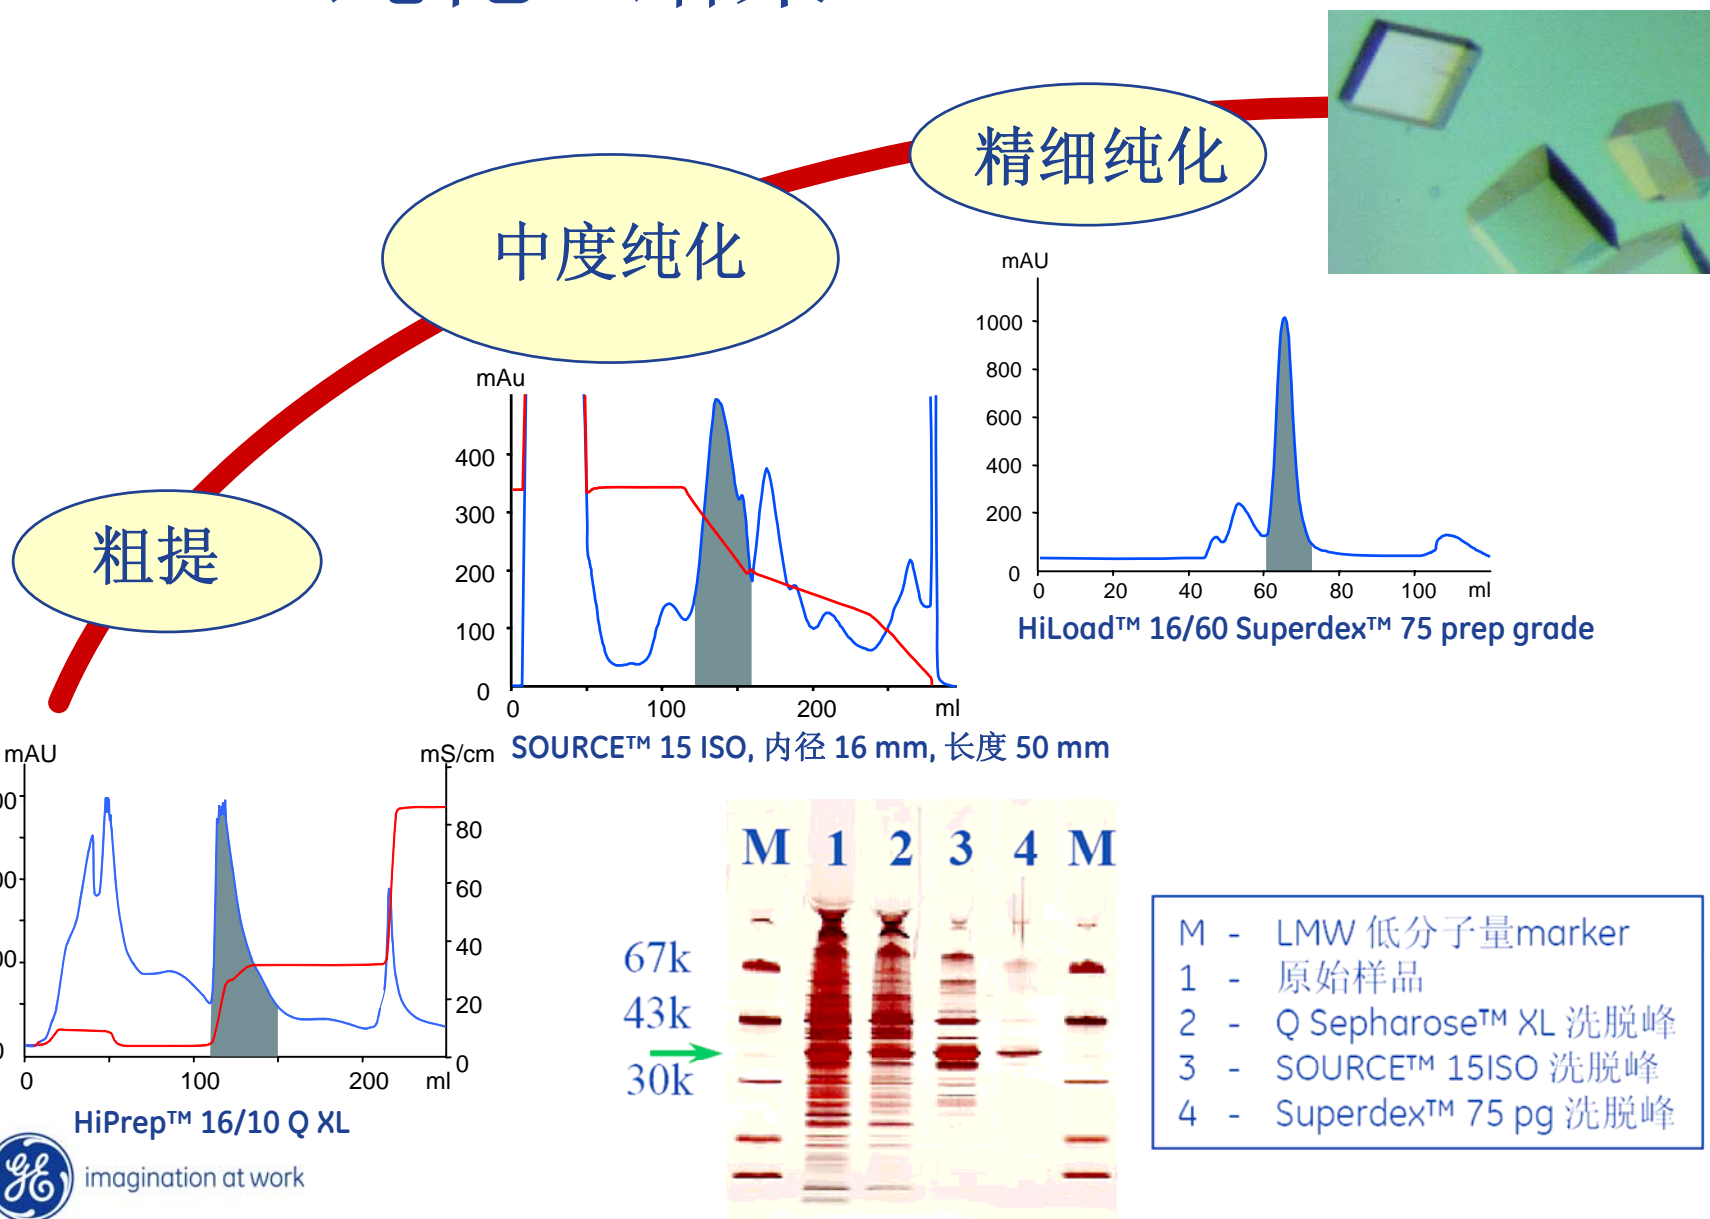 精细纯化
中度纯化
粗提
mAU
1000
800
600
400
200
0
0 20 40 60 80 100 ml
HiLoad™ 16/60 Superdex™ 75 prep grade
mAu
400
300
200
100
0
0 100 200 ml
SOURCE™ 15 ISO, 内径 16 mm, 长度 50 mm
mAU
mS/cm
80
60
40
20
0
0 100 200 ml
HiPrep™ 16/10 Q XL
M 1 2 3 4 M
67k
43k
30k
M - LMW 低分子量marker
1 - 原始样品
2 - Q Sepharose™ XL 洗脱峰
3 - SOURCE™ 15ISO 洗脱峰
4 - Superdex™ 75 pg 洗脱峰
GE imagination at work